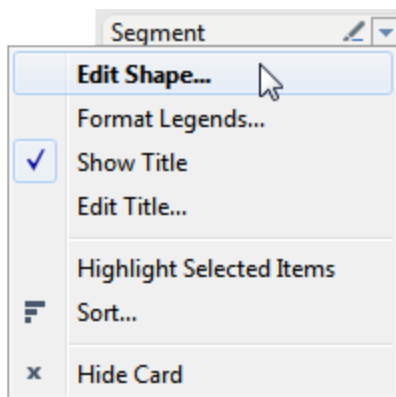 Segment
Edit Shape...
Format Legends...
Show Title
Edit Title...
Highlight Selected Items
Sort...
Hide Card